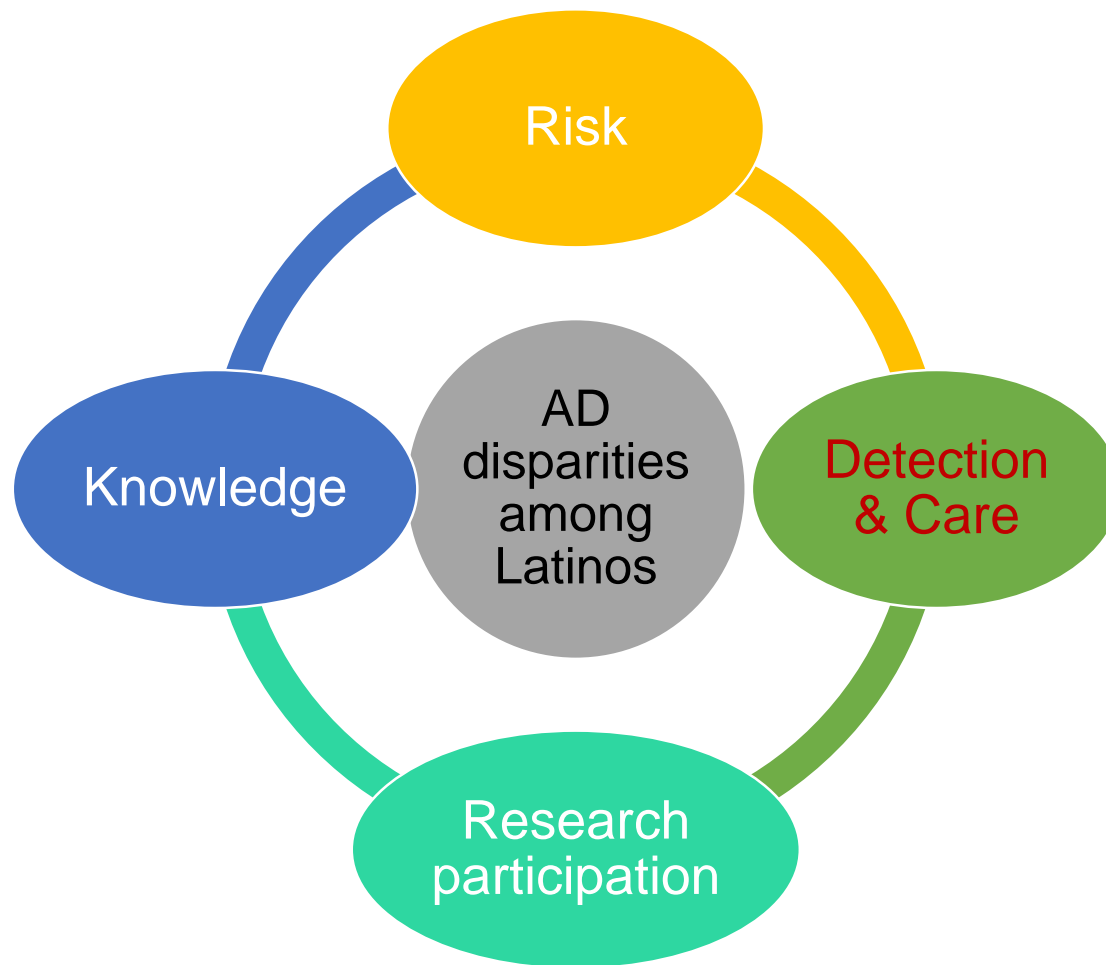 Risk
Knowledge
AD
disparities
among
Latinos
Detection
& Care
Research
participation